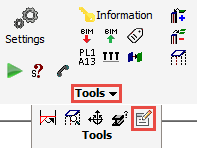 Information
Settings
BIM BIM
PL1
A13
s?
Tools
Tools